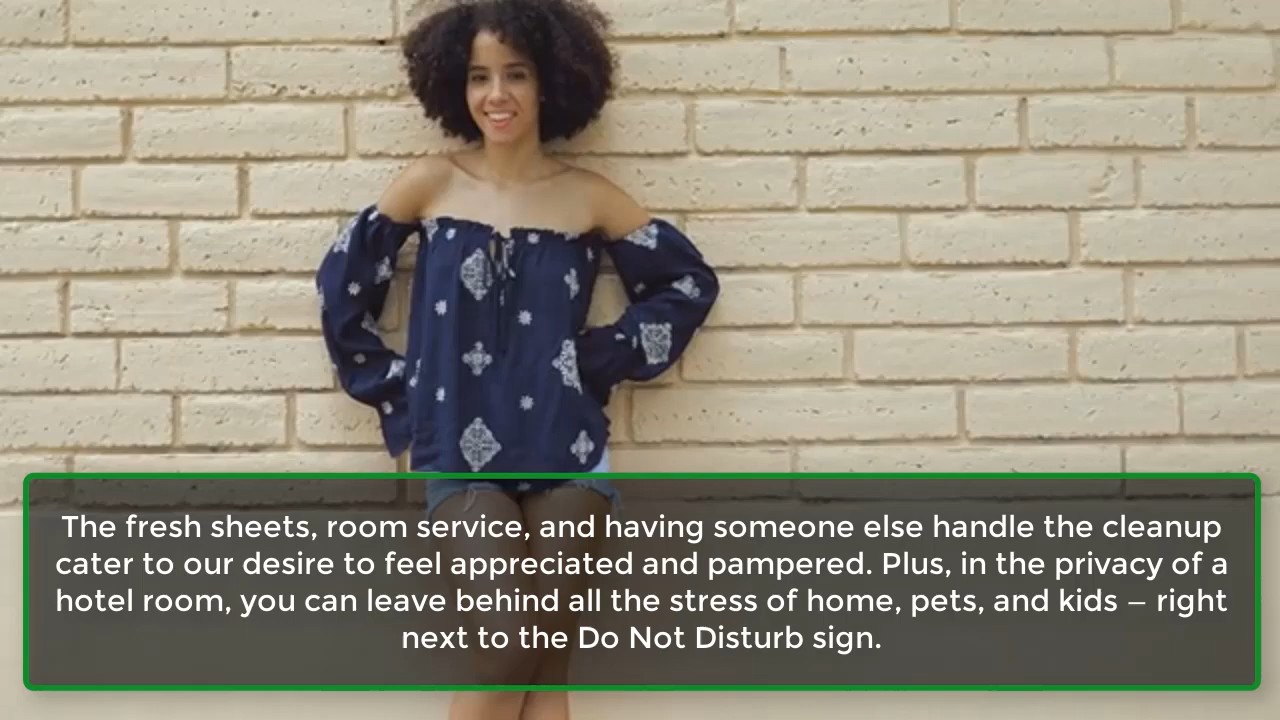 The fresh sheets, room service, and having someone else handle the cleanup
cater to our desire to feel appreciated and pampered. Plus, in the privacy of a
hotel room, you can leave behind all the stress of home, pets, and kids — right
next to the Do Not Disturb sign.